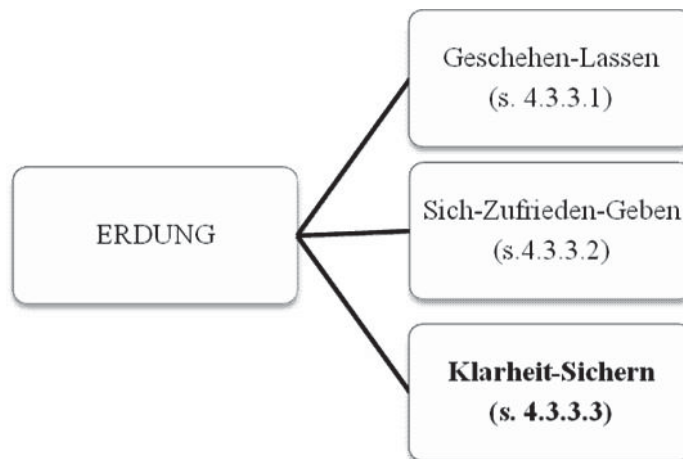 Geschehen-Lassen
(s. 4.3.3.1)
ERDUNG
Sich-Zufrieden-Geben
(s.4.3.3.2)
Klarheit-Sichern
(s. 4.3.3.3)